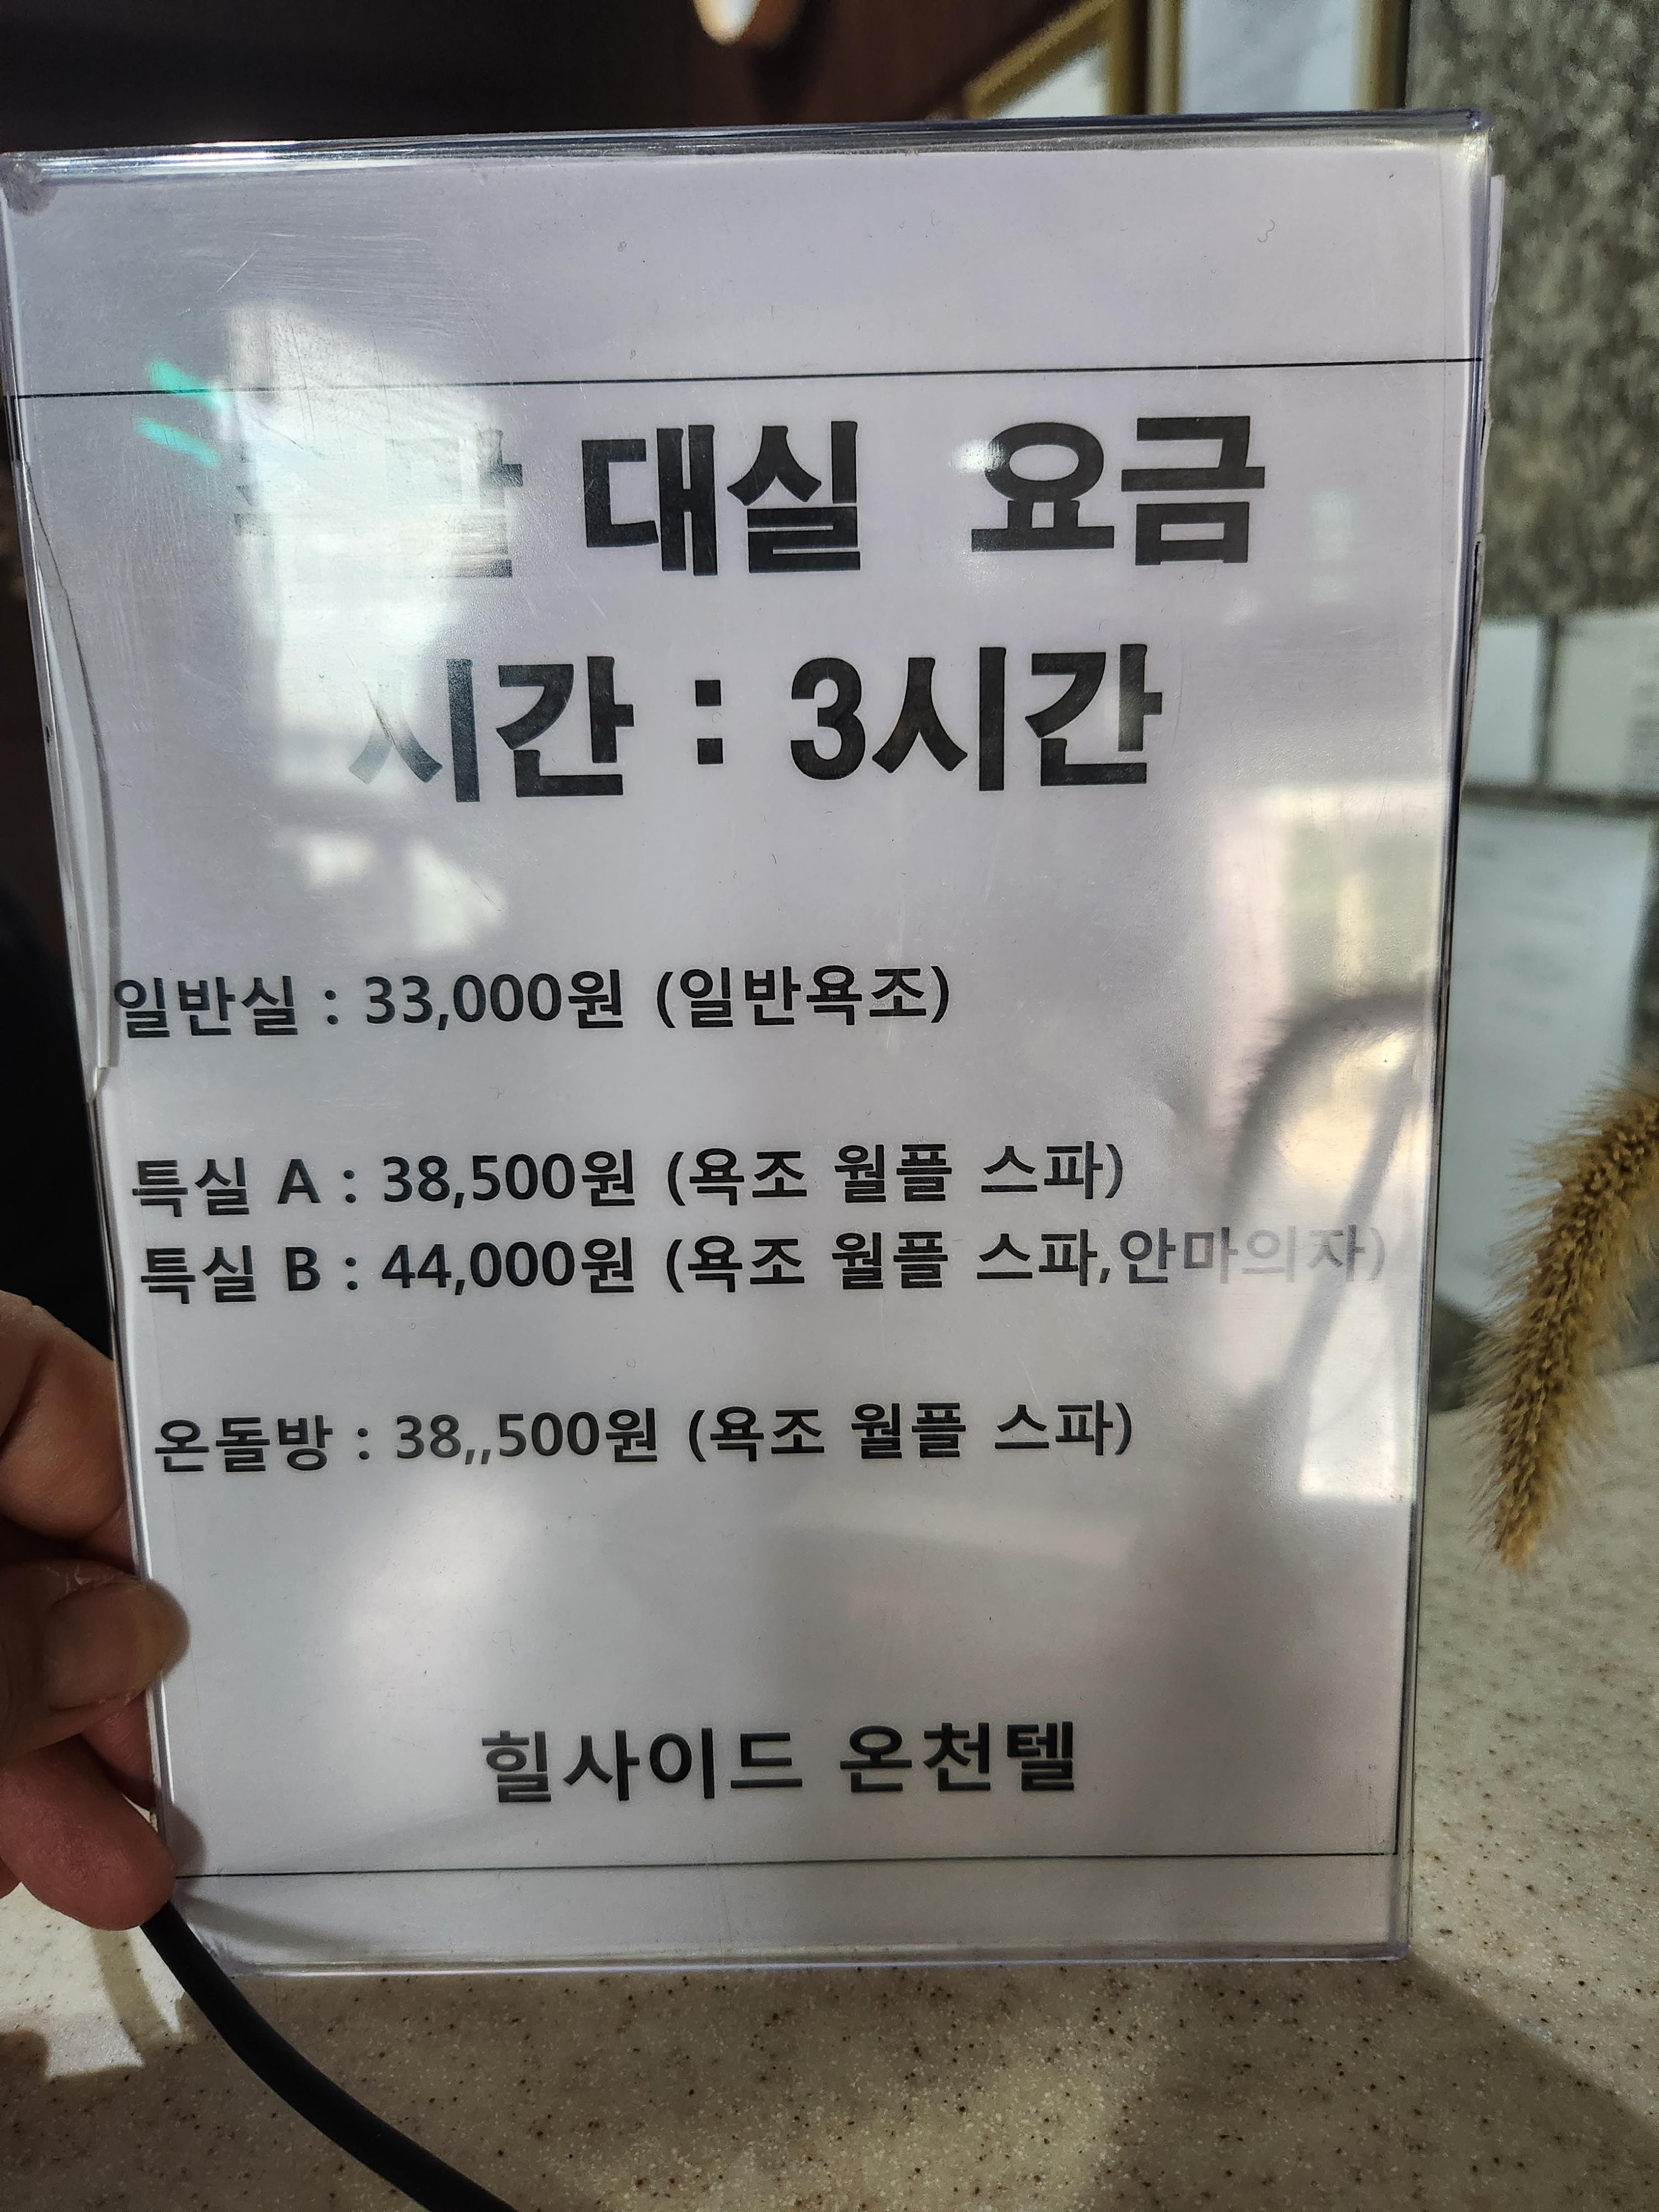 대실 요금
시간 : 3시간
일반실 : 33,000원 (일반욕조)
특실 A : 38,500원 (욕조 월풀 스파)
특실 B : 44,000원 (욕조 월풀 스파,안마의자)
온돌방 : 38,,500원 (욕조 월풀 스파)
힐사이드 온천텔